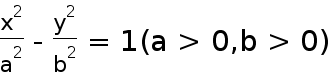 x²/a² - y²/b² = 1(a > 0,b > 0)